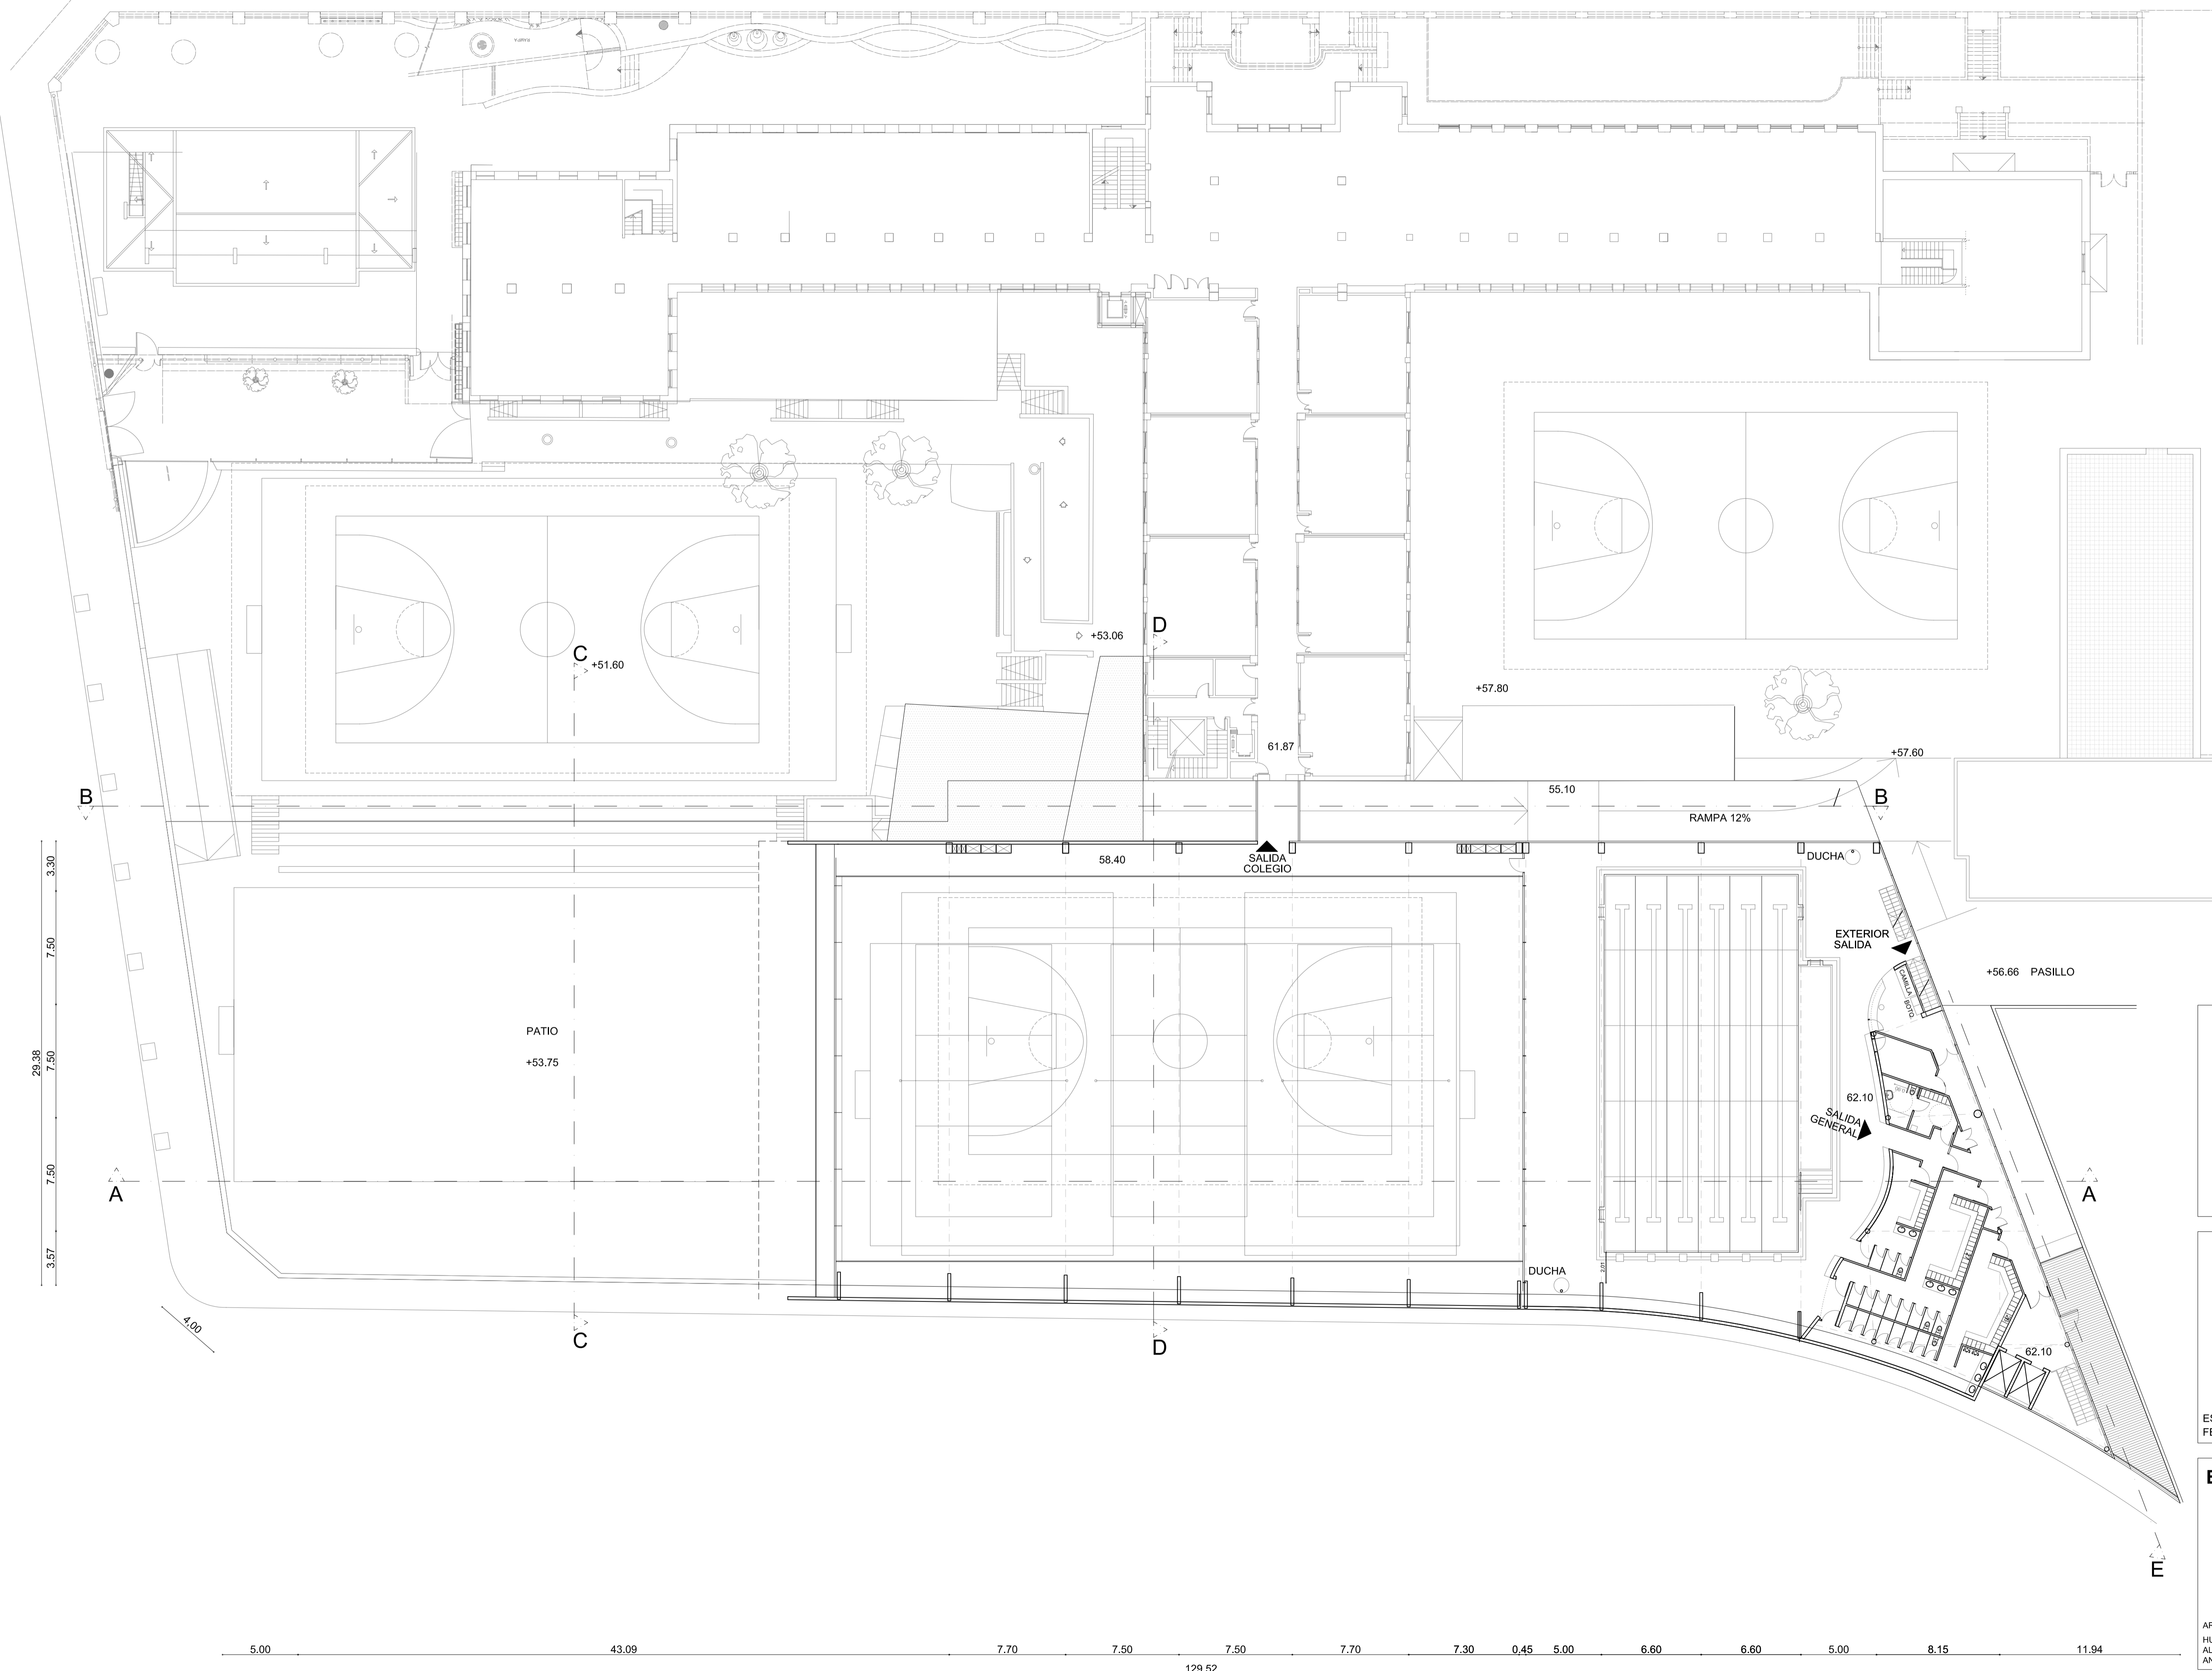 D
+53.06
C
+51.60
+57.80
61.87
+57.60
B
55.10
B
RAMPA 12%
58.40
SALIDA
COLEGIO
DUCHA
3.30
EXTERIOR
SALIDA
7.50
+56.66 PASILLO
CAMILLA
BOTQ.
PATIO
+53.75
29.38
7.50
62.10
SALIDA
GENERAL
7.50
A
A
3.57
DUCHA
2.01
4,00
C
D
62.10
E
5.00
43.09
7.70
7.50
7.50
7.70
7.30
0,45
5.00
6.60
6.60
5.00
8.15
11.94
129.52